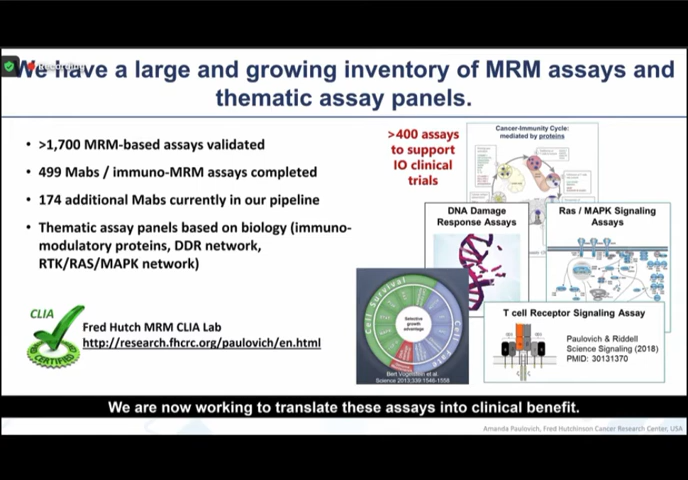 We have a large and growing inventory of MRM assays and
thematic assay panels.
• >1,700 MRM-based assays validated
• 499 Mabs / immuno-MRM assays completed
• 174 additional Mabs currently in our pipeline
• Thematic assay panels based on biology (immuno-
modulatory proteins, DDR network,
RTK/RAS/MAPK network)
CLIA
CERTIFIED
Fred Hutch MRM CLIA Lab
http://research.fhcrc.org/paulovich/en.html
>400 assays
to support
IO clinical
trials
Cancer-Immunity Cycle:
mediated by proteins
DNA Damage
Response Assays
Ras / MAPK Signaling
Assays
Cell Survival
Cell Fate
Selective
growth
advantage
Bert Vogelstein et al.
Science 2013;339:1546-1558
T cell Receptor Signaling Assay
Paulovich & Riddell
Science Signaling (2018)
PMID: 30131370
We are now working to translate these assays into clinical benefit.
Amanda Paulovich, Fred Hutchinson Cancer Research Center, USA